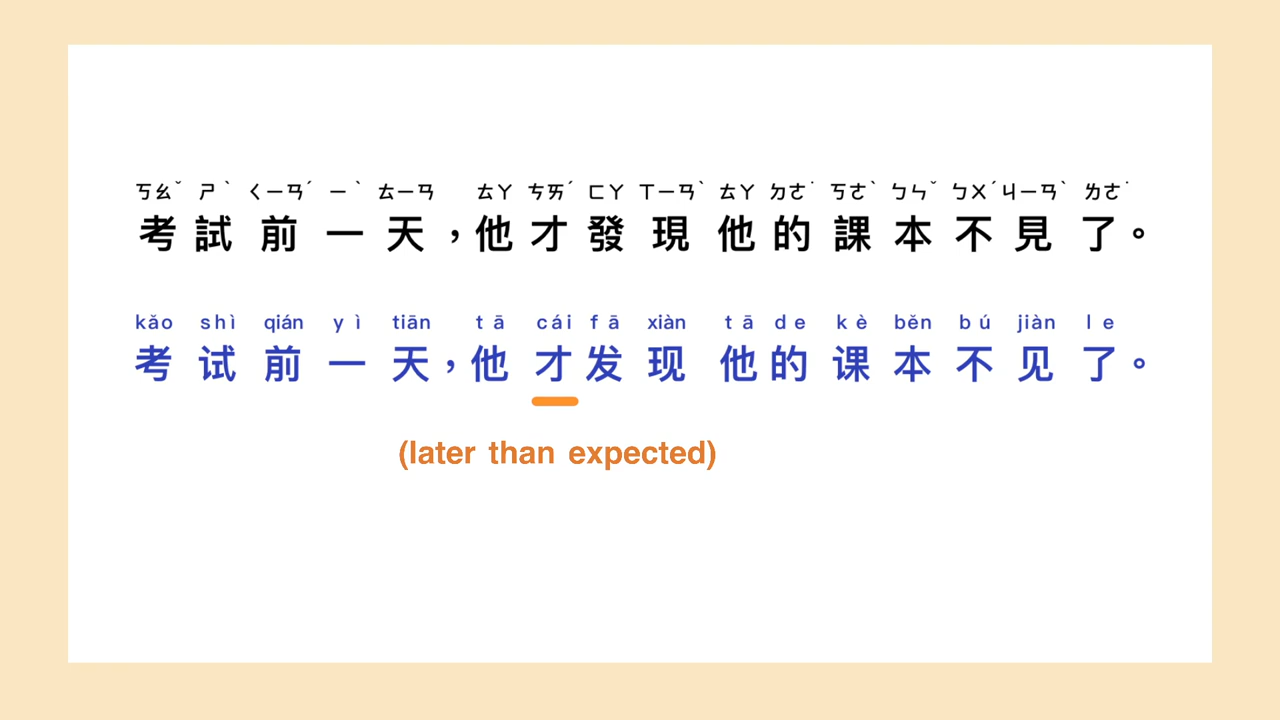 ㄎㄠˇ ㄕˋ ㄑㄧㄢˊ ㄧˋ ㄊㄧㄢ ㄊㄚ ㄘㄞˊ ㄈㄚ ㄒㄧㄢˋ ㄊㄚ ㄉㄜ˙ ㄎㄜˋ ㄅㄣˇ ㄅㄨˊ ㄐㄧㄢˋ ㄌㄜ˙
考試前一天，他才發現他的課本不見了。
kǎo shì qián yì tiān tā cái fā xiàn tā de kè běn bú jiàn le
考试前一天，他才发现他的课本不见了。
(later than expected)